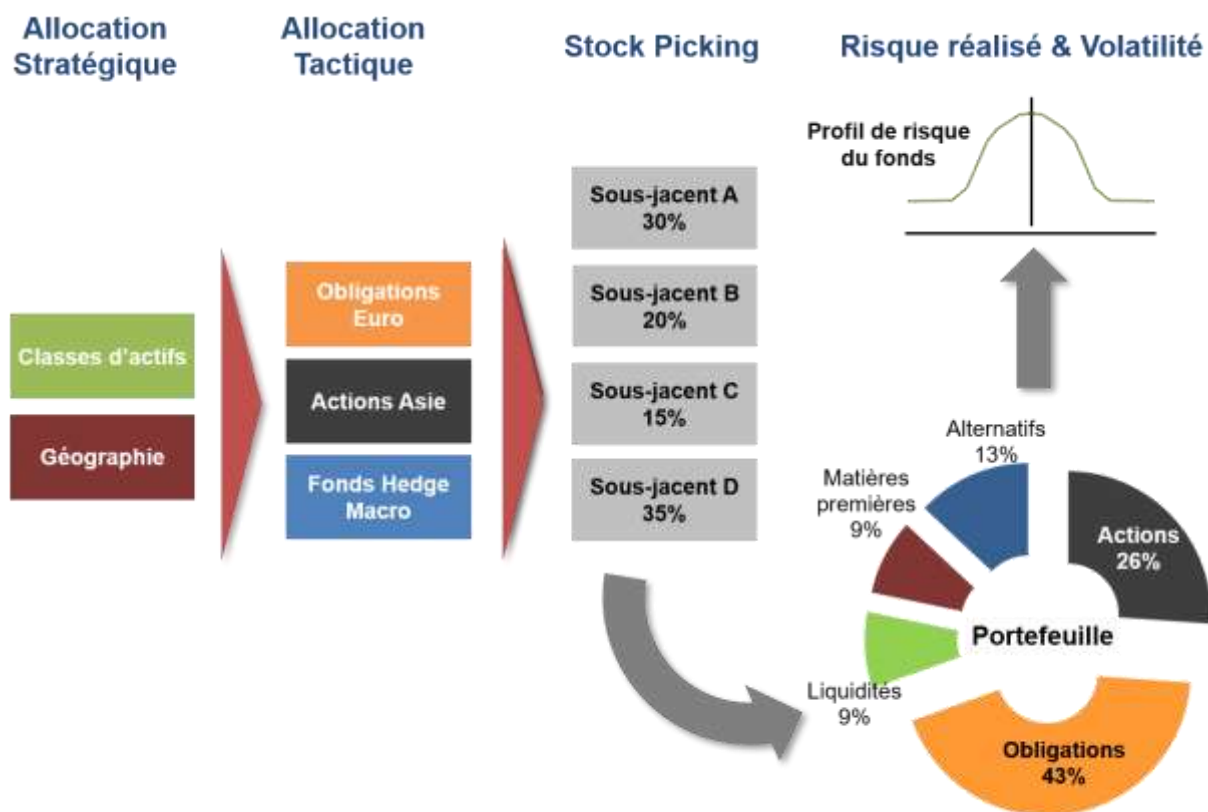 Allocation
Stratégique
Allocation
Tactique
Stock Picking
Risque réalisé & Volatilité
Profil de risque
du fonds
Classes d'actifs
Géographie
Obligations
Euro
Actions Asie
Fonds Hedge
Macro
Sous-jacent A
30%
Sous-jacent B
20%
Sous-jacent C
15%
Sous-jacent D
35%
Alternatifs
13%
Matières
premières
9%
Actions
26%
Portefeuille
Liquidités
9%
Obligations
43%